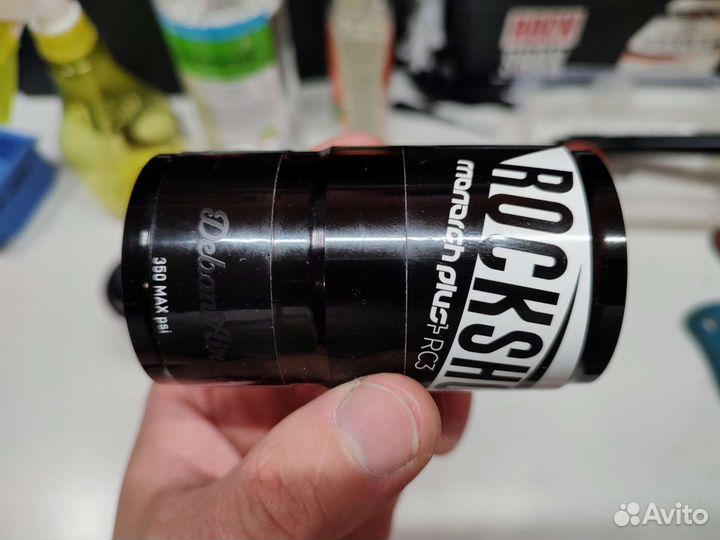 ROCKSH
monarch plus+RC3
DebonAir
350 MAX psi
Avito